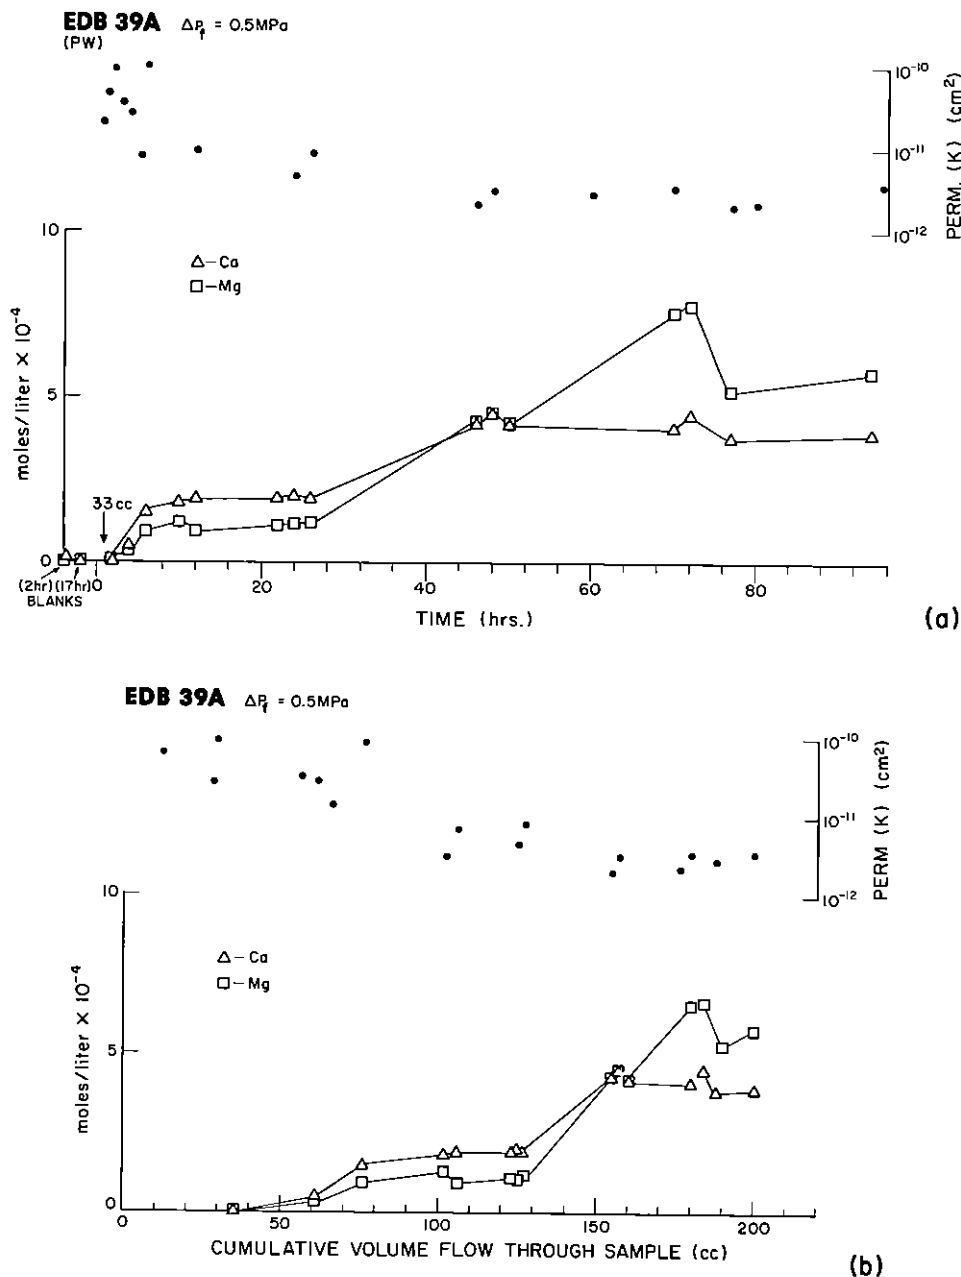 EDB 39A ΔPf = 0.5MPa
(PW)
10⁻¹⁰
10⁻¹¹
10⁻¹²
PERM. (K) (cm²)
10
5
0
moles/liter × 10⁻⁴
△-Ca
□-Mg
33cc
(2hr)(17hr)
BLANKS
0 20 40 60 80
TIME (hrs.)
(a)
EDB 39A ΔPf = 0.5MPa
10⁻¹⁰
10⁻¹¹
10⁻¹²
PERM (K) (cm²)
10
5
0
moles/liter × 10⁻⁴
△-Ca
□-Mg
0 50 100 150 200
CUMULATIVE VOLUME FLOW THROUGH SAMPLE (cc)
(b)